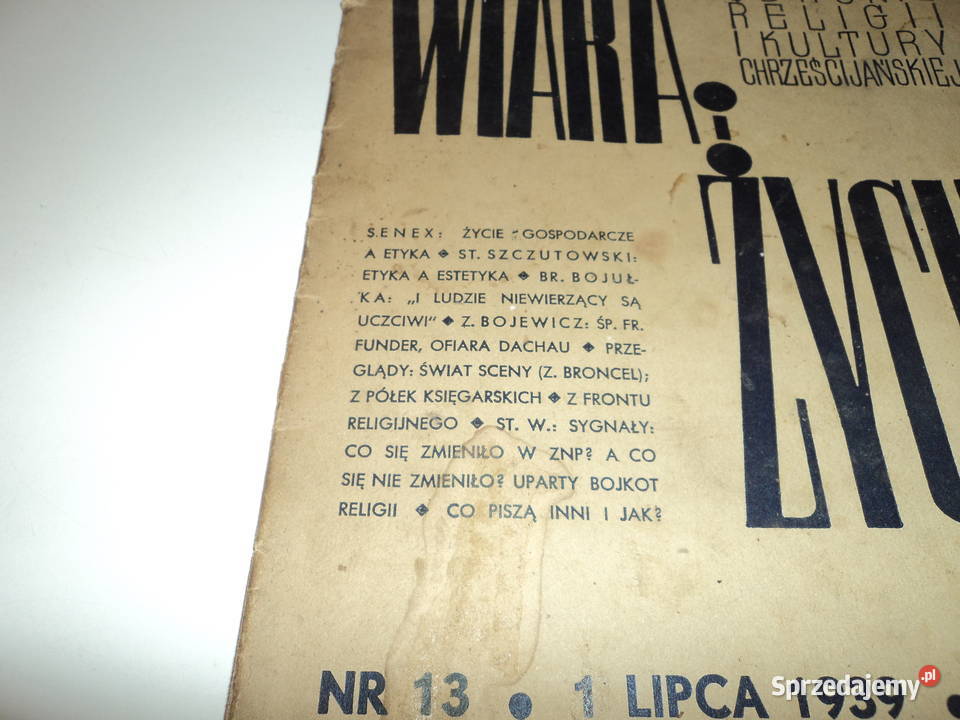 WIARA i
RELIGII
I KULTURY
CHRZEŚCIJAŃSKIEJ
SENEX: ŻYCIE GOSPODARCZE
A ETYKA ◆ ST. SZCZUTOWSKI:
ETYKA A ESTETYKA ◆ BR. BOJUŁ-
KA: „I LUDZIE NIEWIERZĄCY SĄ
UCZCIWI" ◆ Z. BOJEWICZ: ŚP. FR.
FUNDER, OFIARA DACHAU ◆ PRZE-
GLĄDY: ŚWIAT SCENY (Z. BRONCEL);
Z PÓŁEK KSIĘGARSKICH ◆ Z FRONTU
RELIGIJNEGO ◆ ST. W.: SYGNAŁY:
CO SIĘ ZMIENIŁO W ZNP? A CO
SIĘ NIE ZMIENIŁO? UPARTY BOJKOT
RELIGII ◆ CO PISZĄ INNI I JAK?
NR 13 • 1 LIPCA 1939 •
Sprzedajemy.pl